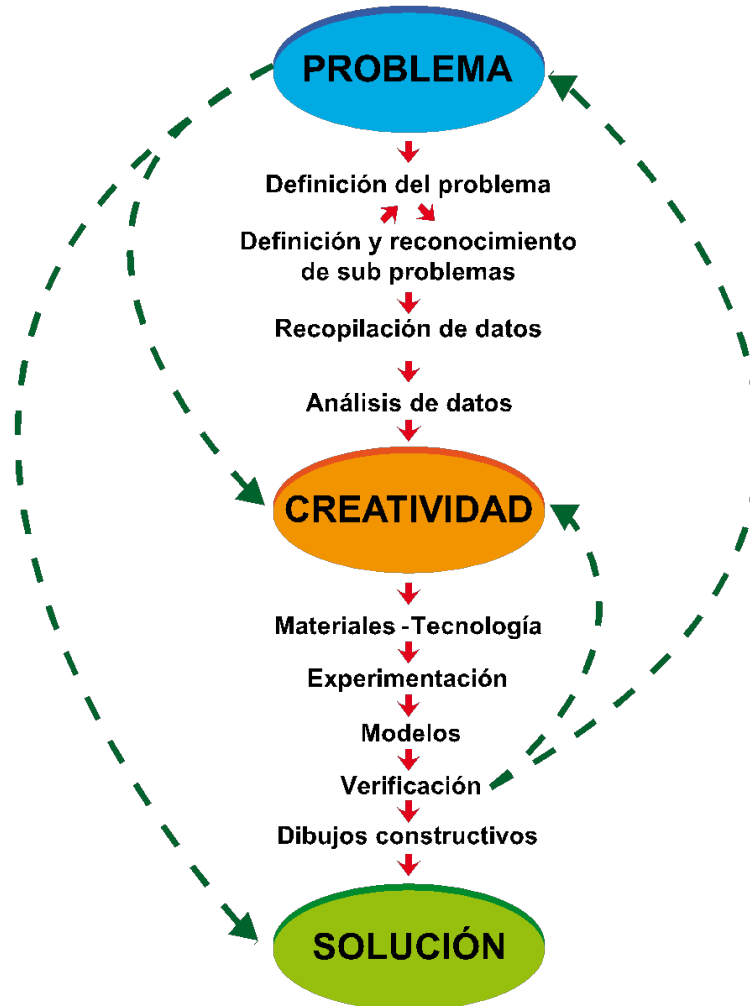 PROBLEMA
Definición del problema
Definición y reconocimiento
de sub problemas
Recopilación de datos
Análisis de datos
CREATIVIDAD
Materiales -Tecnología
Experimentación
Modelos
Verificación
Dibujos constructivos
SOLUCIÓN